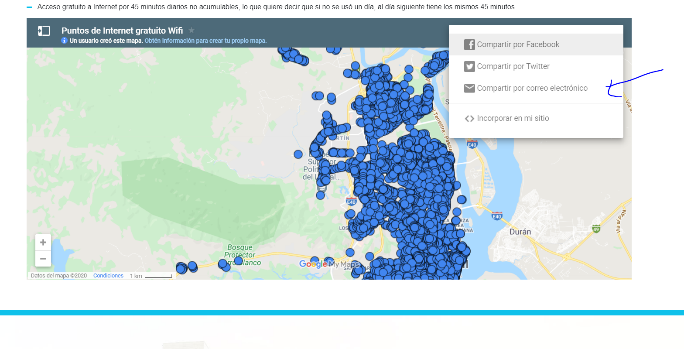 Acceso gratuito a Internet por 45 minutos diarios no acumulables, lo que quiere decir que si no se usó un día, al día siguiente tiene los mismos 45 minutos
Puntos de Internet gratuito Wifi
Un usuario creó este mapa. Obtén información para crear tu propio mapa.
Compartir por Facebook
Compartir por Twitter
Compartir por correo electrónico
Incorporar en mi sitio
Durán
Bosque
Protector
Google My Maps
Datos del mapa ©2020 Condiciones 1 km